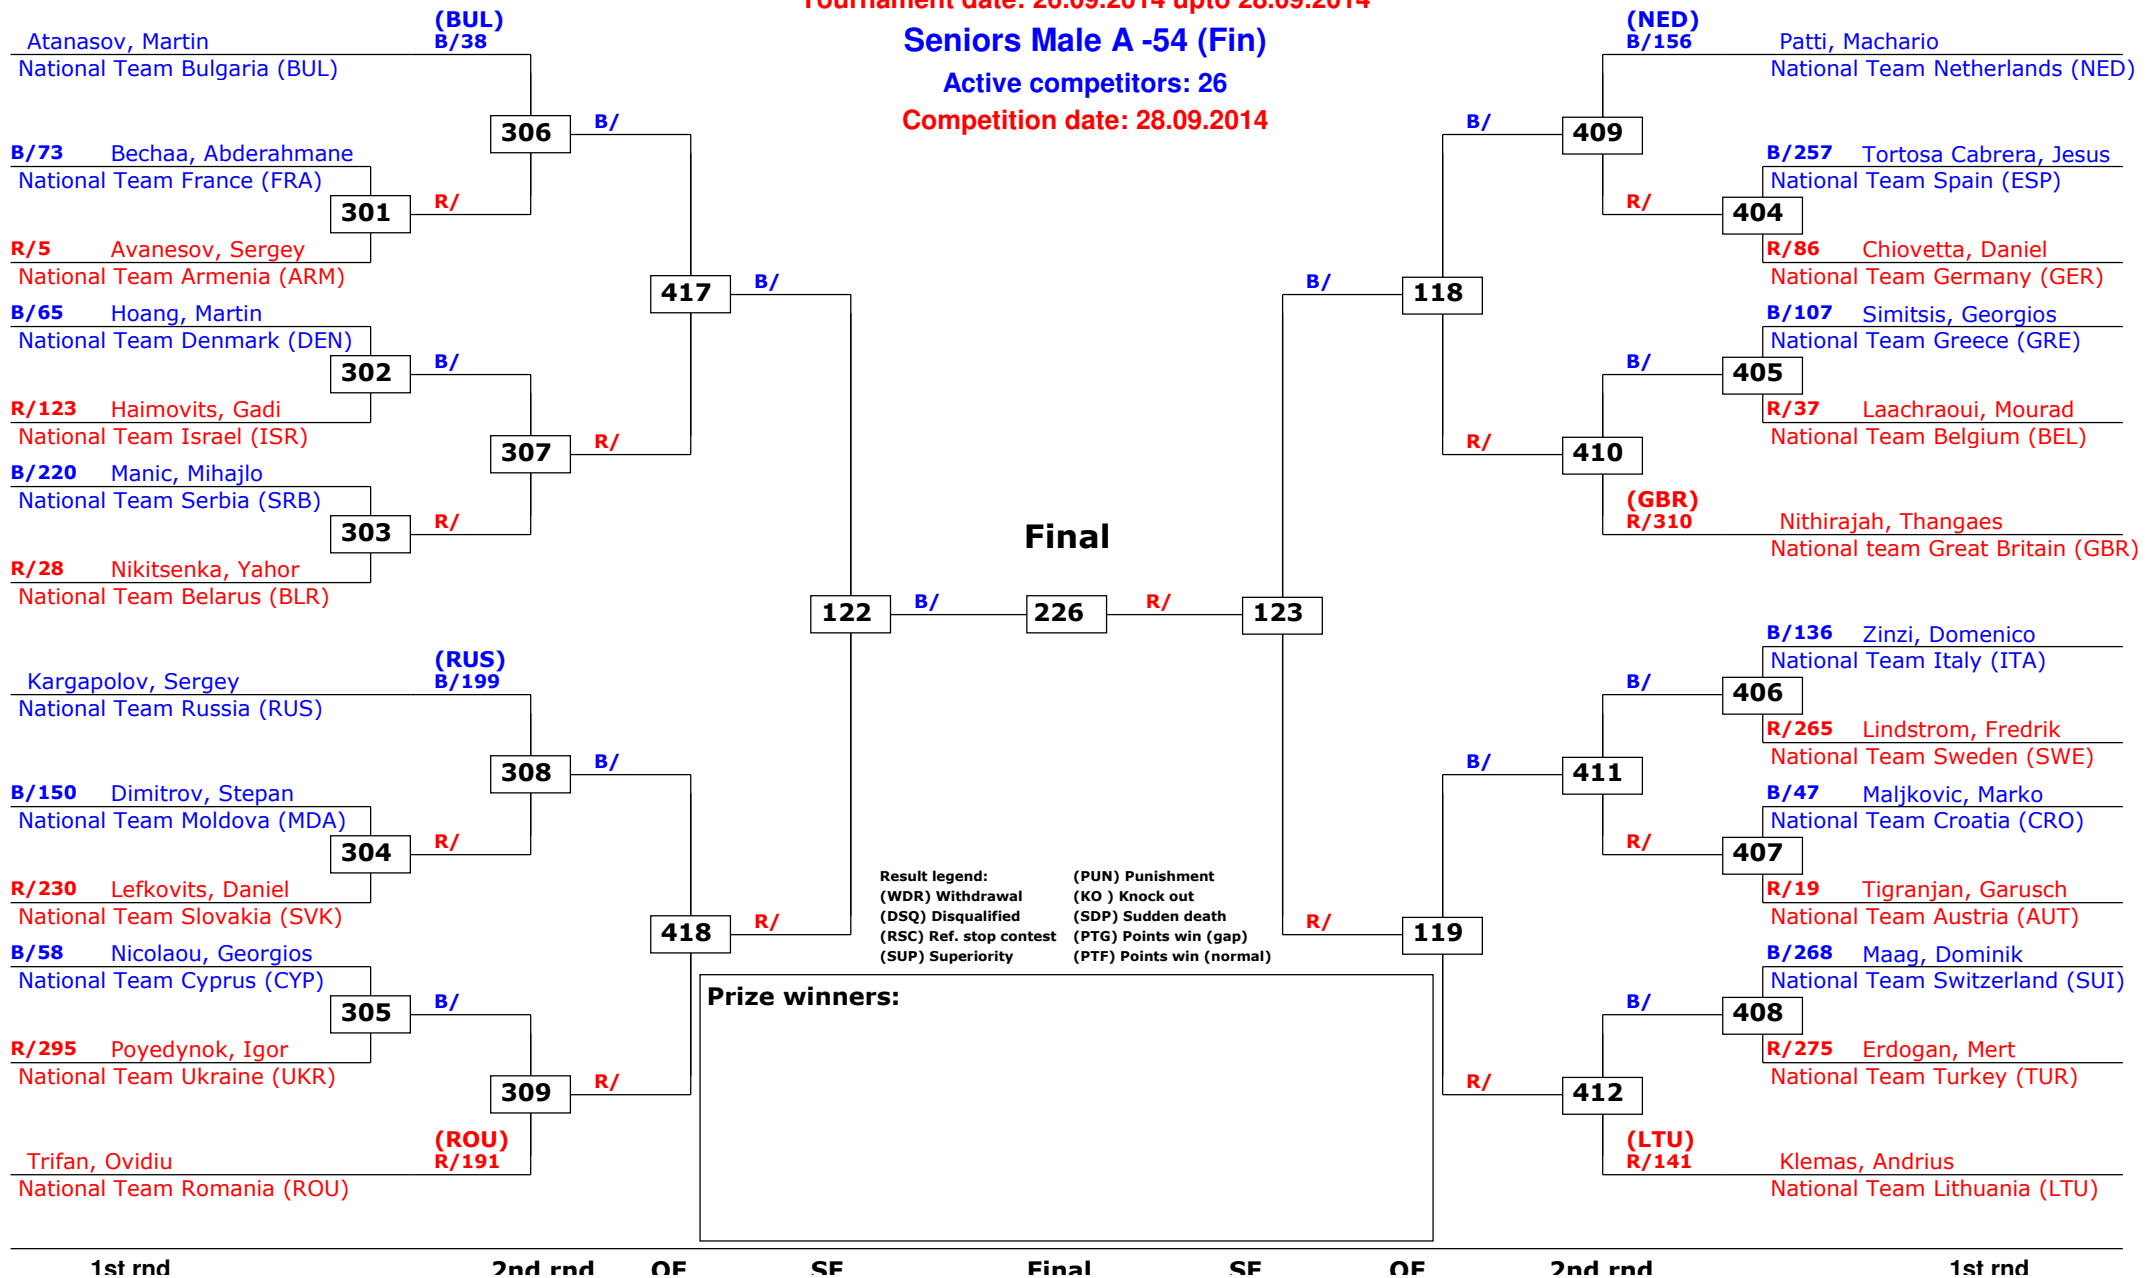 Tournament date: 26.09.2014 upto 28.09.2014
Seniors Male A -54 (Fin)
Active competitors: 26
Competition date: 28.09.2014
(BUL)
Atanasov, Martin B/38
National Team Bulgaria (BUL)
306 B/
B/73 Bechaa, Abderahmane
National Team France (FRA)
301 R/
R/5 Avanesov, Sergey
National Team Armenia (ARM)
417 B/
B/65 Hoang, Martin
National Team Denmark (DEN)
302 B/
R/123 Haimovits, Gadi
National Team Israel (ISR)
307 R/
B/220 Manic, Mihajlo
National Team Serbia (SRB)
303 R/
R/28 Nikitsenka, Yahor
National Team Belarus (BLR)
122 B/
(RUS)
Kargapolov, Sergey B/199
National Team Russia (RUS)
308 B/
B/150 Dimitrov, Stepan
National Team Moldova (MDA)
304 R/
R/230 Lefkovits, Daniel
National Team Slovakia (SVK)
418 R/
B/58 Nicolaou, Georgios
National Team Cyprus (CYP)
305 B/
R/295 Poyedynok, Igor
National Team Ukraine (UKR)
309 R/
(ROU)
Trifan, Ovidiu R/191
National Team Romania (ROU)
Final
226
(NED)
B/156 Patti, Machario
National Team Netherlands (NED)
B/ 409
B/257 Tortosa Cabrera, Jesus
National Team Spain (ESP)
R/ 404
R/86 Chiovetta, Daniel
National Team Germany (GER)
B/ 118
B/107 Simitsis, Georgios
National Team Greece (GRE)
B/ 405
R/37 Laachraoui, Mourad
National Team Belgium (BEL)
R/ 410
(GBR)
R/310 Nithirajah, Thangaes
National team Great Britain (GBR)
R/ 123
B/136 Zinzi, Domenico
National Team Italy (ITA)
B/ 406
R/265 Lindstrom, Fredrik
National Team Sweden (SWE)
B/ 411
B/47 Maljkovic, Marko
National Team Croatia (CRO)
R/ 407
R/19 Tigranjan, Garusch
National Team Austria (AUT)
R/ 119
B/268 Maag, Dominik
National Team Switzerland (SUI)
B/ 408
R/275 Erdogan, Mert
National Team Turkey (TUR)
R/ 412
(LTU)
R/141 Klemas, Andrius
National Team Lithuania (LTU)
Result legend: (PUN) Punishment
(WDR) Withdrawal (KO ) Knock out
(DSQ) Disqualified (SDP) Sudden death
(RSC) Ref. stop contest (PTG) Points win (gap)
(SUP) Superiority (PTF) Points win (normal)
Prize winners:
1st rnd 2nd rnd QF SF Final SF QF 2nd rnd 1st rnd